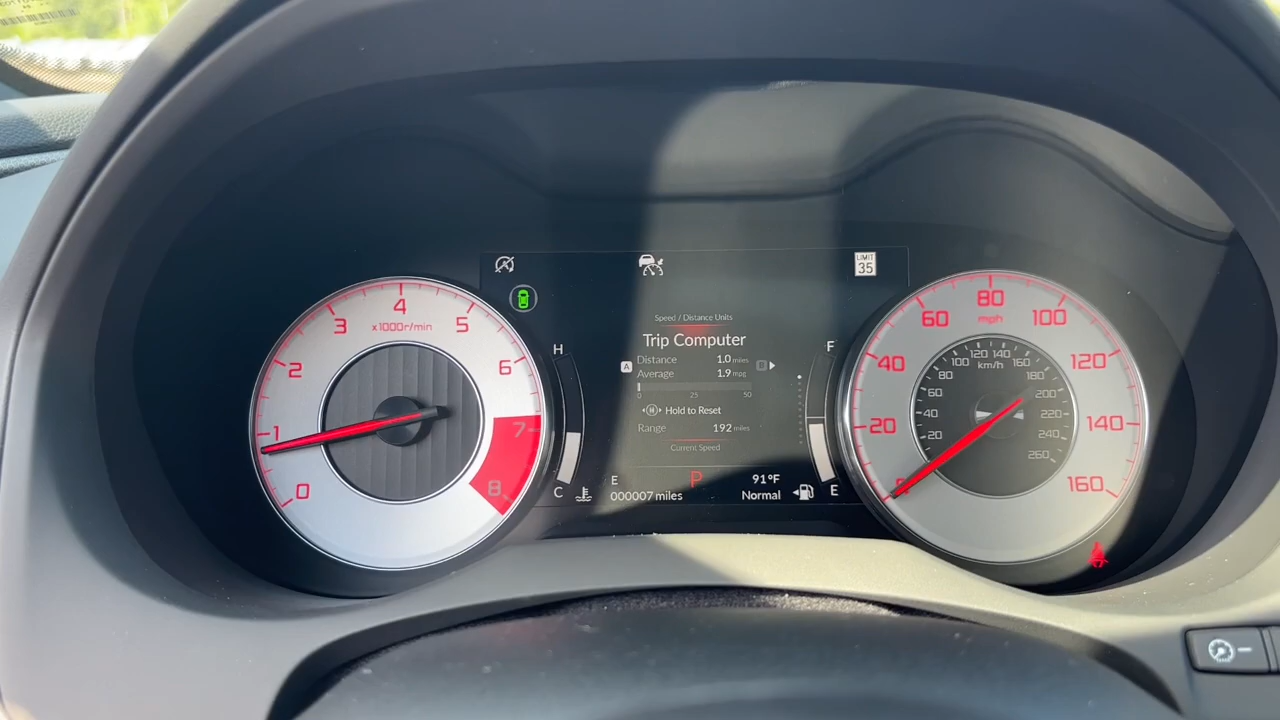 LIMIT
35
4
3
5
x1000r/min
2
6
1
7
0
8
H
C
Speed / Distance Units
Trip Computer
Distance 1.0 miles
Average 1.9 mpg
A
B
0 25 50
H Hold to Reset
Range 192 miles
Current Speed
E
P
91°F
000007 miles
Normal
F
E
80
60 mph 100
40
120
20
140
160
120 140
100 km/h 160
80 180
60 200
40 220
20 240
260